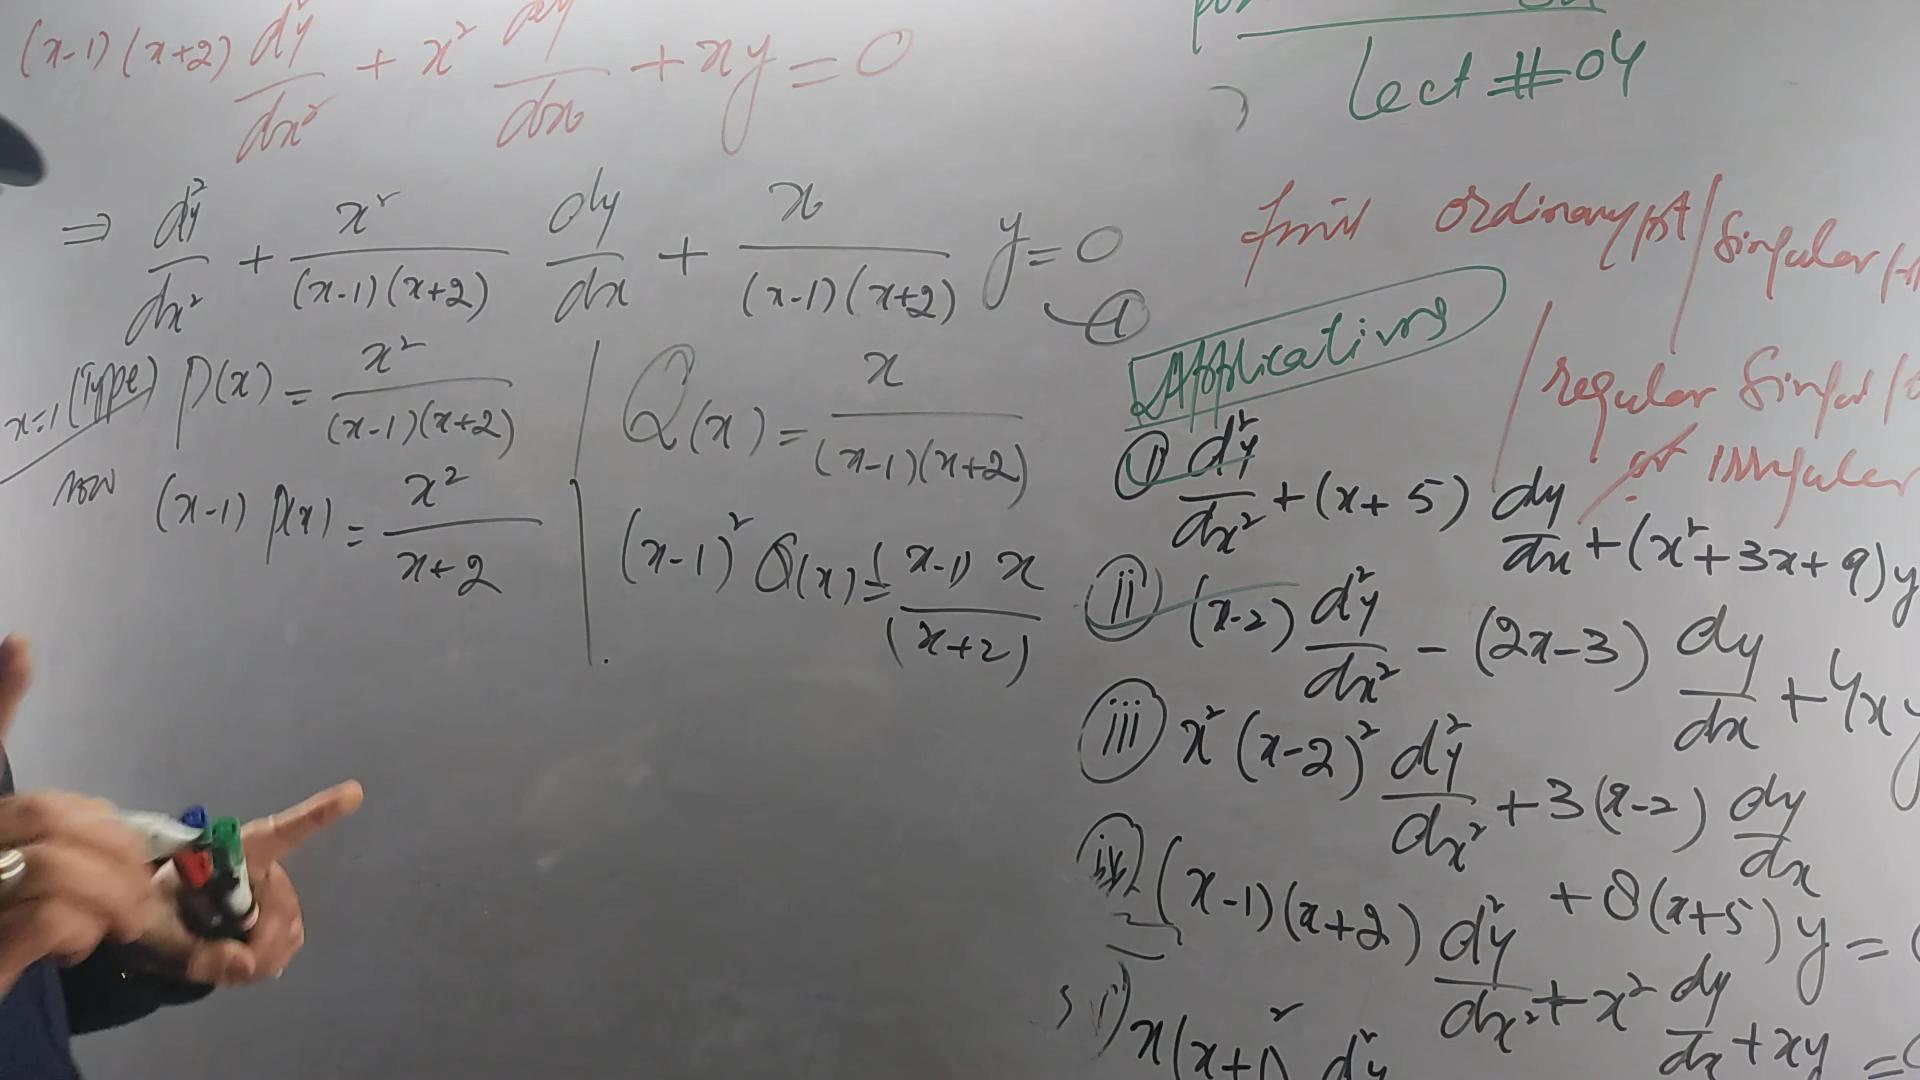 (x-1)(x+2) d²y/dx² + x² dy/dx + xy = 0
⇒ d²y/dx² + x²/((x-1)(x+2)) dy/dx + x/((x-1)(x+2)) y = 0
x=1 (Type) P(x) = x²/((x-1)(x+2))
now (x-1) P(x) = x²/(x+2)
Q(x) = x/((x-1)(x+2))
(x-1)² Q(x) = (x-1) x/(x+2)
Lect #04
ordinary pt / Singular
regular
Applications
(i) d²y/dx² + (x+5) dy/dx + (x²+3x+9)y
(ii) (x-2) d²y/dx² - (2x-3) dy/dx + 4xy
(iii) x²(x-2)² d²y/dx² + 3(x-2) dy/dx
+ 8(x+5)y =
(iv) (x-1)(x+2) d²y/dx² + x² dy/dx + xy =
x(x+1)² d²y